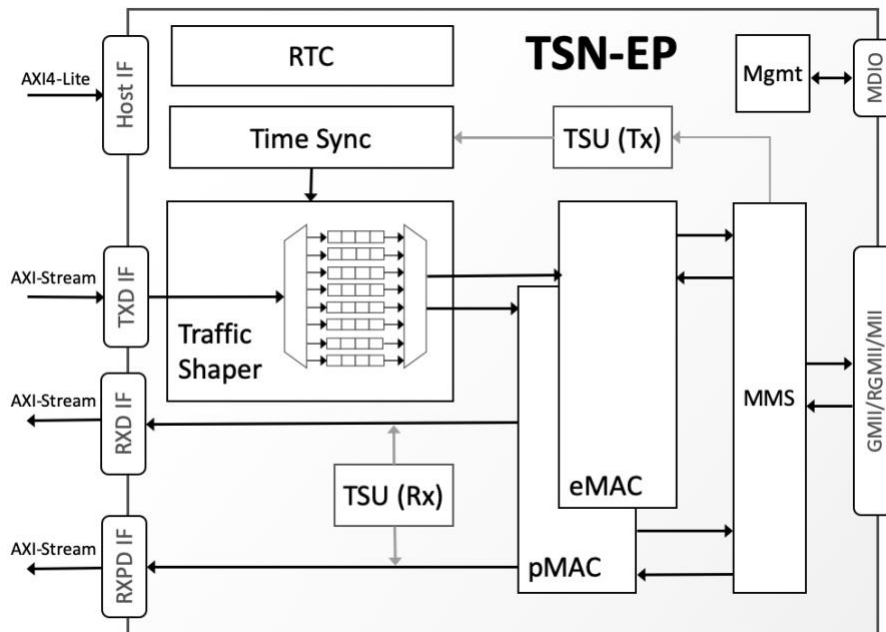 TSN-EP
AXI4-Lite
Host IF
RTC
Mgmt
MDIO
Time Sync
TSU (Tx)
AXI-Stream
TXD IF
Traffic
Shaper
AXI-Stream
RXD IF
TSU (Rx)
eMAC
MMS
GMII/RGMII/MII
AXI-Stream
RXPD IF
pMAC